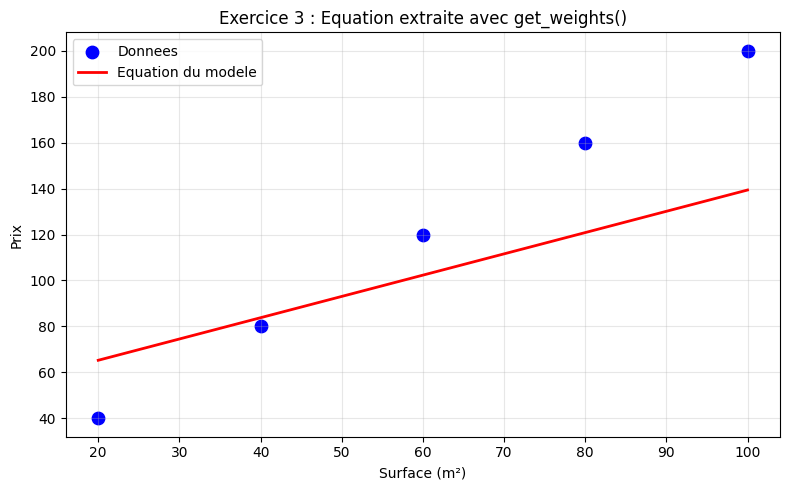 Exercice 3 : Equation extraite avec get_weights()
Donnees
Equation du modele
Prix
200
180
160
140
120
100
80
60
40
20 30 40 50 60 70 80 90 100
Surface (m²)